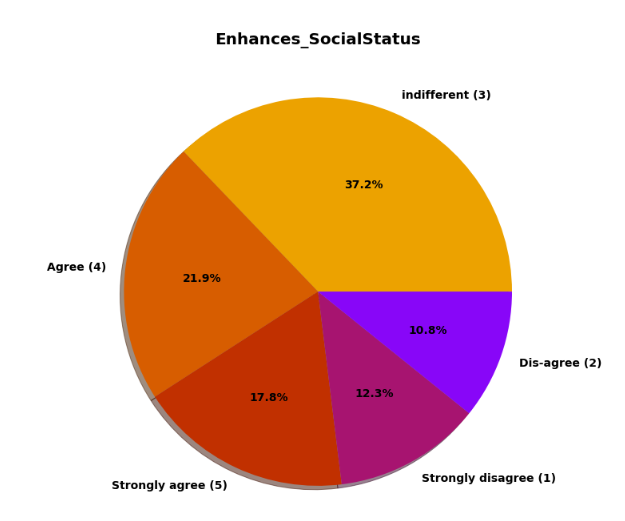 Enhances_SocialStatus
indifferent (3)
37.2%
Agree (4)
21.9%
10.8%
Dis-agree (2)
17.8%
12.3%
Strongly agree (5)
Strongly disagree (1)